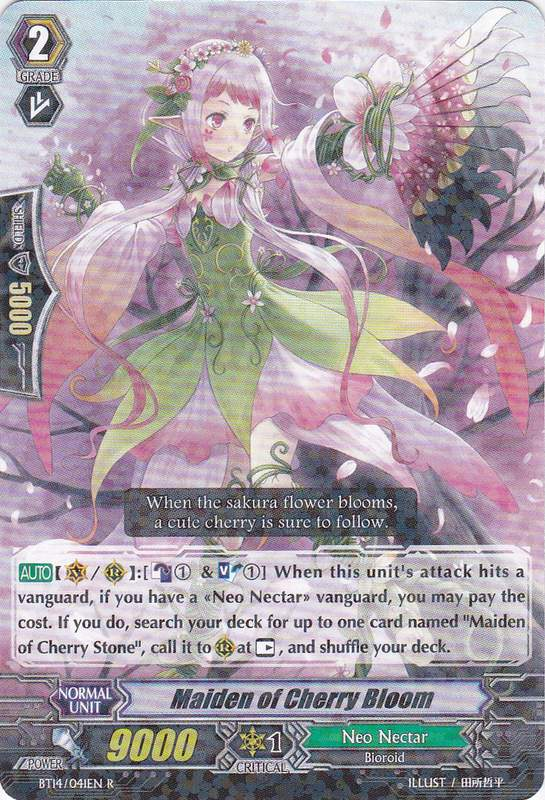 2
GRADE
SHIELD
5000
When the sakura flower blooms,
a cute cherry is sure to follow.
AUTO【 V / R 】:[ ① & V ①] When this unit's attack hits a
vanguard, if you have a «Neo Nectar» vanguard, you may pay the
cost. If you do, search your deck for up to one card named "Maiden
of Cherry Stone", call it to R at , and shuffle your deck.
NORMAL
UNIT
Maiden of Cherry Bloom
POWER
9000
1
CRITICAL
Neo Nectar
Bioroid
BT14/041EN R
ILLUST / 田所哲平